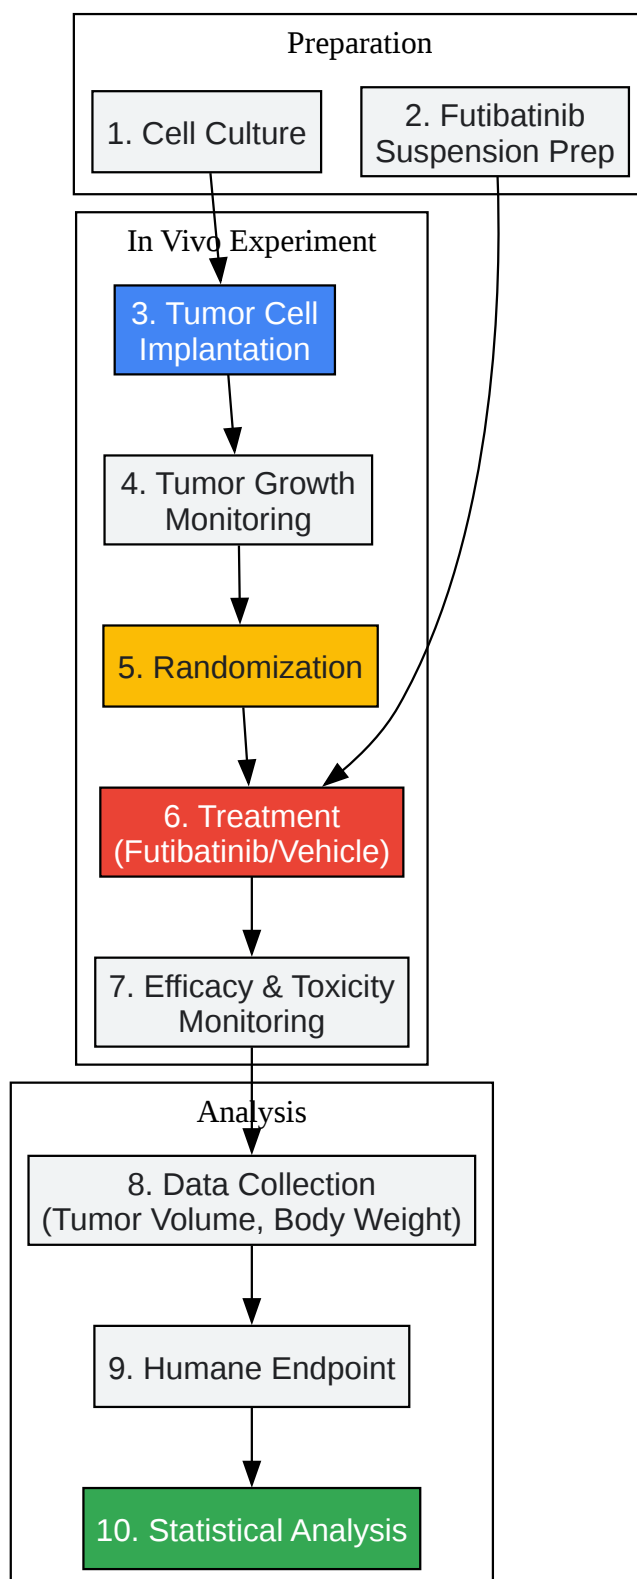 Preparation
1. Cell Culture
2. Futibatinib
Suspension Prep
In Vivo Experiment
3. Tumor Cell
Implantation
4. Tumor Growth
Monitoring
5. Randomization
6. Treatment
(Futibatinib/Vehicle)
7. Efficacy & Toxicity
Monitoring
Analysis
8. Data Collection
(Tumor Volume, Body Weight)
9. Humane Endpoint
10. Statistical Analysis